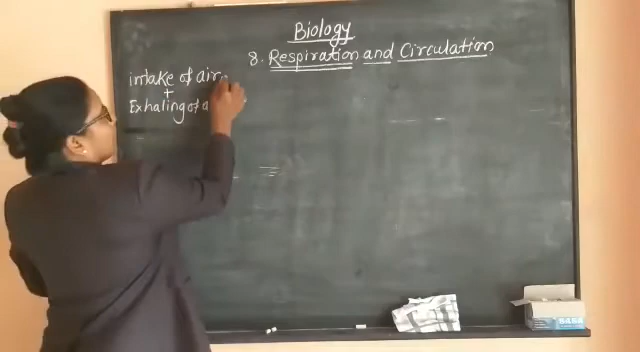 Biology
8. Respiration and Circulation
intake of air
+
Exhaling of a